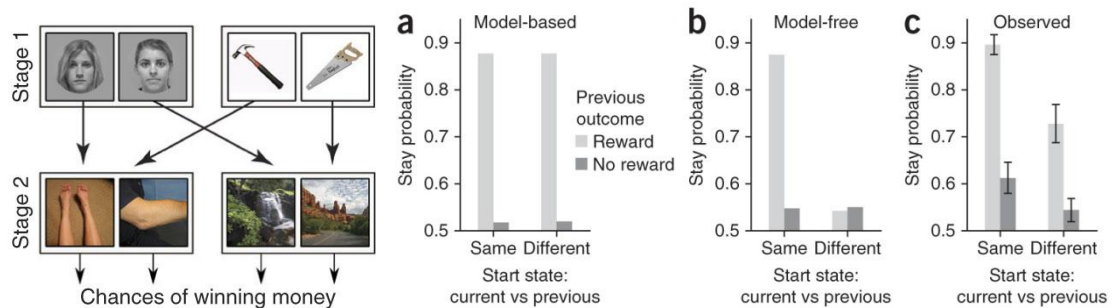 Stage 1
Stage 2
Chances of winning money
a
Model-based
Stay probability
0.9
0.8
0.7
0.6
0.5
Same Different
Start state:
current vs previous
Previous
outcome
Reward
No reward
b
Model-free
Stay probability
0.9
0.8
0.7
0.6
0.5
Same Different
Start state:
current vs previous
c
Observed
Stay probability
0.9
0.8
0.7
0.6
0.5
Same Different
Start state:
current vs previous